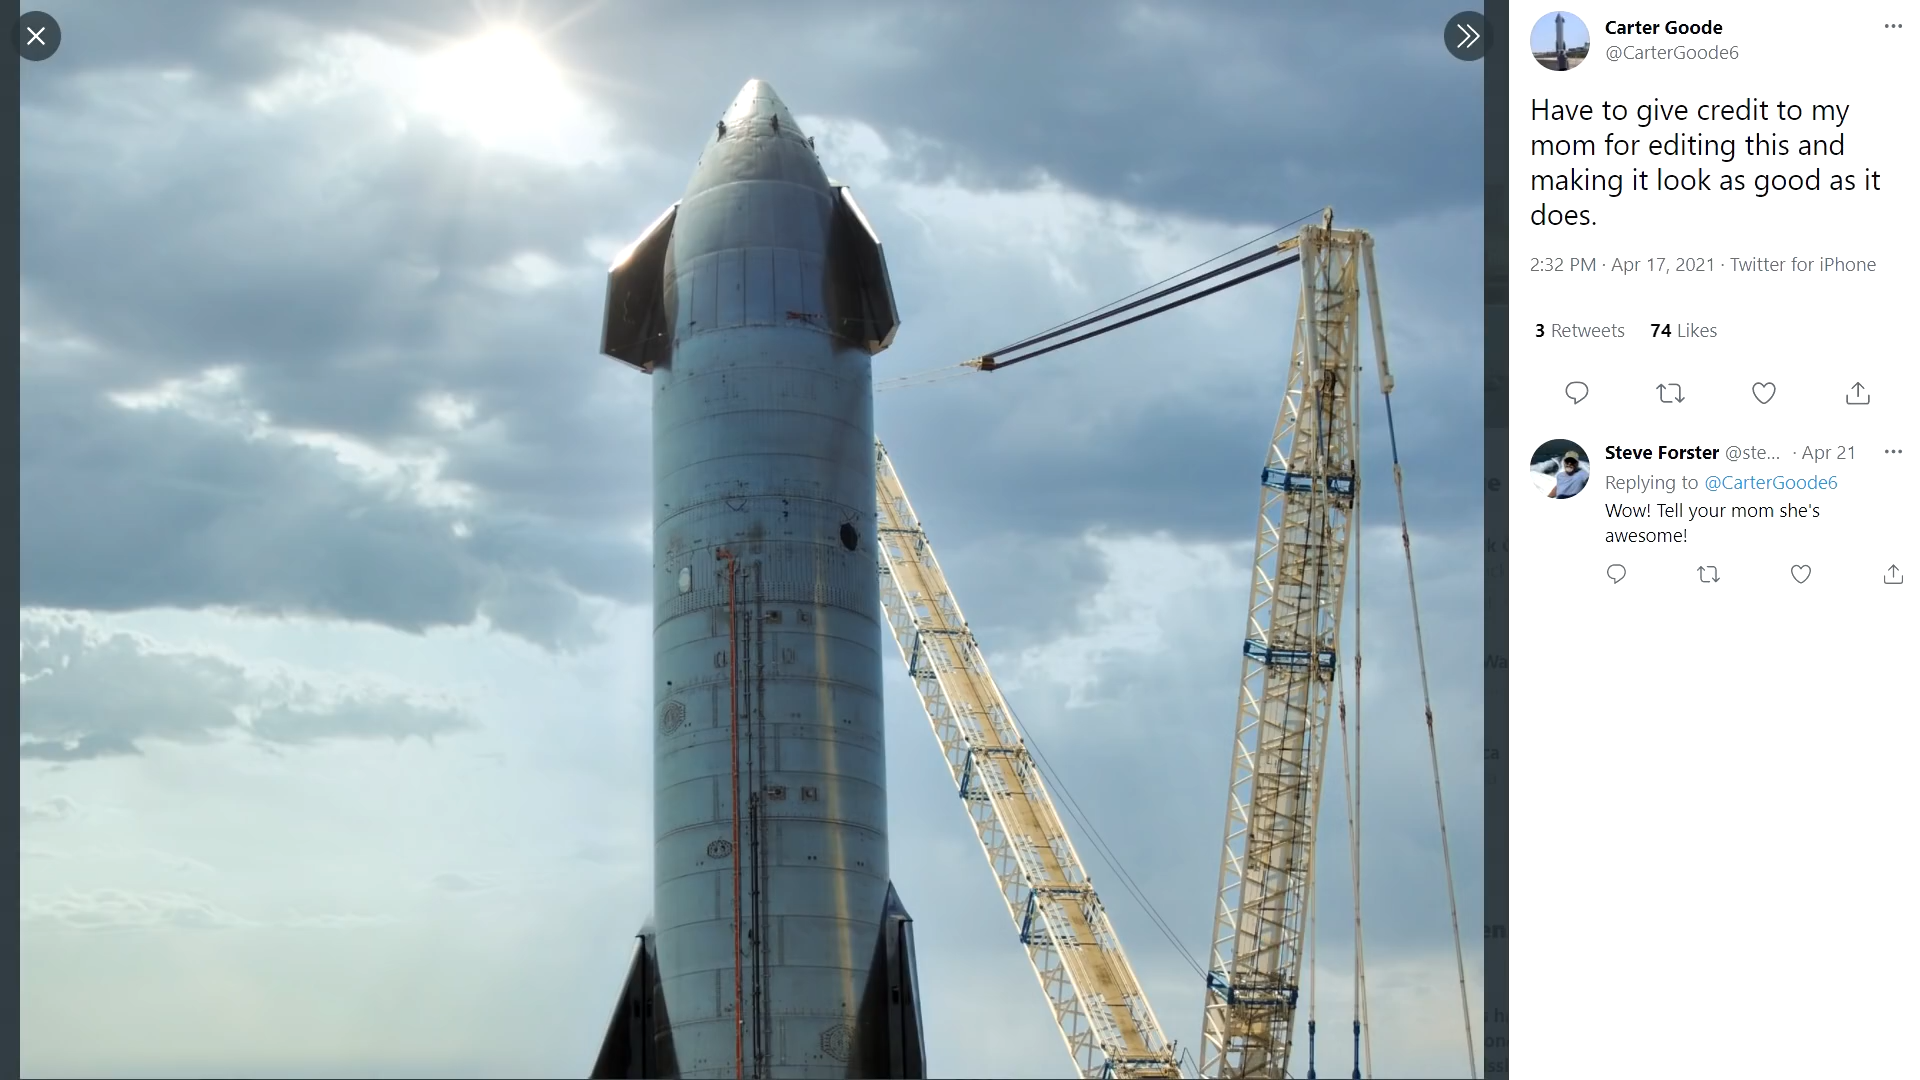 Carter Goode
@CarterGoode6
Have to give credit to my
mom for editing this and
making it look as good as it
does.
2:32 PM · Apr 17, 2021 · Twitter for iPhone
3 Retweets 74 Likes
Steve Forster @ste... · Apr 21
Replying to @CarterGoode6
Wow! Tell your mom she's
awesome!